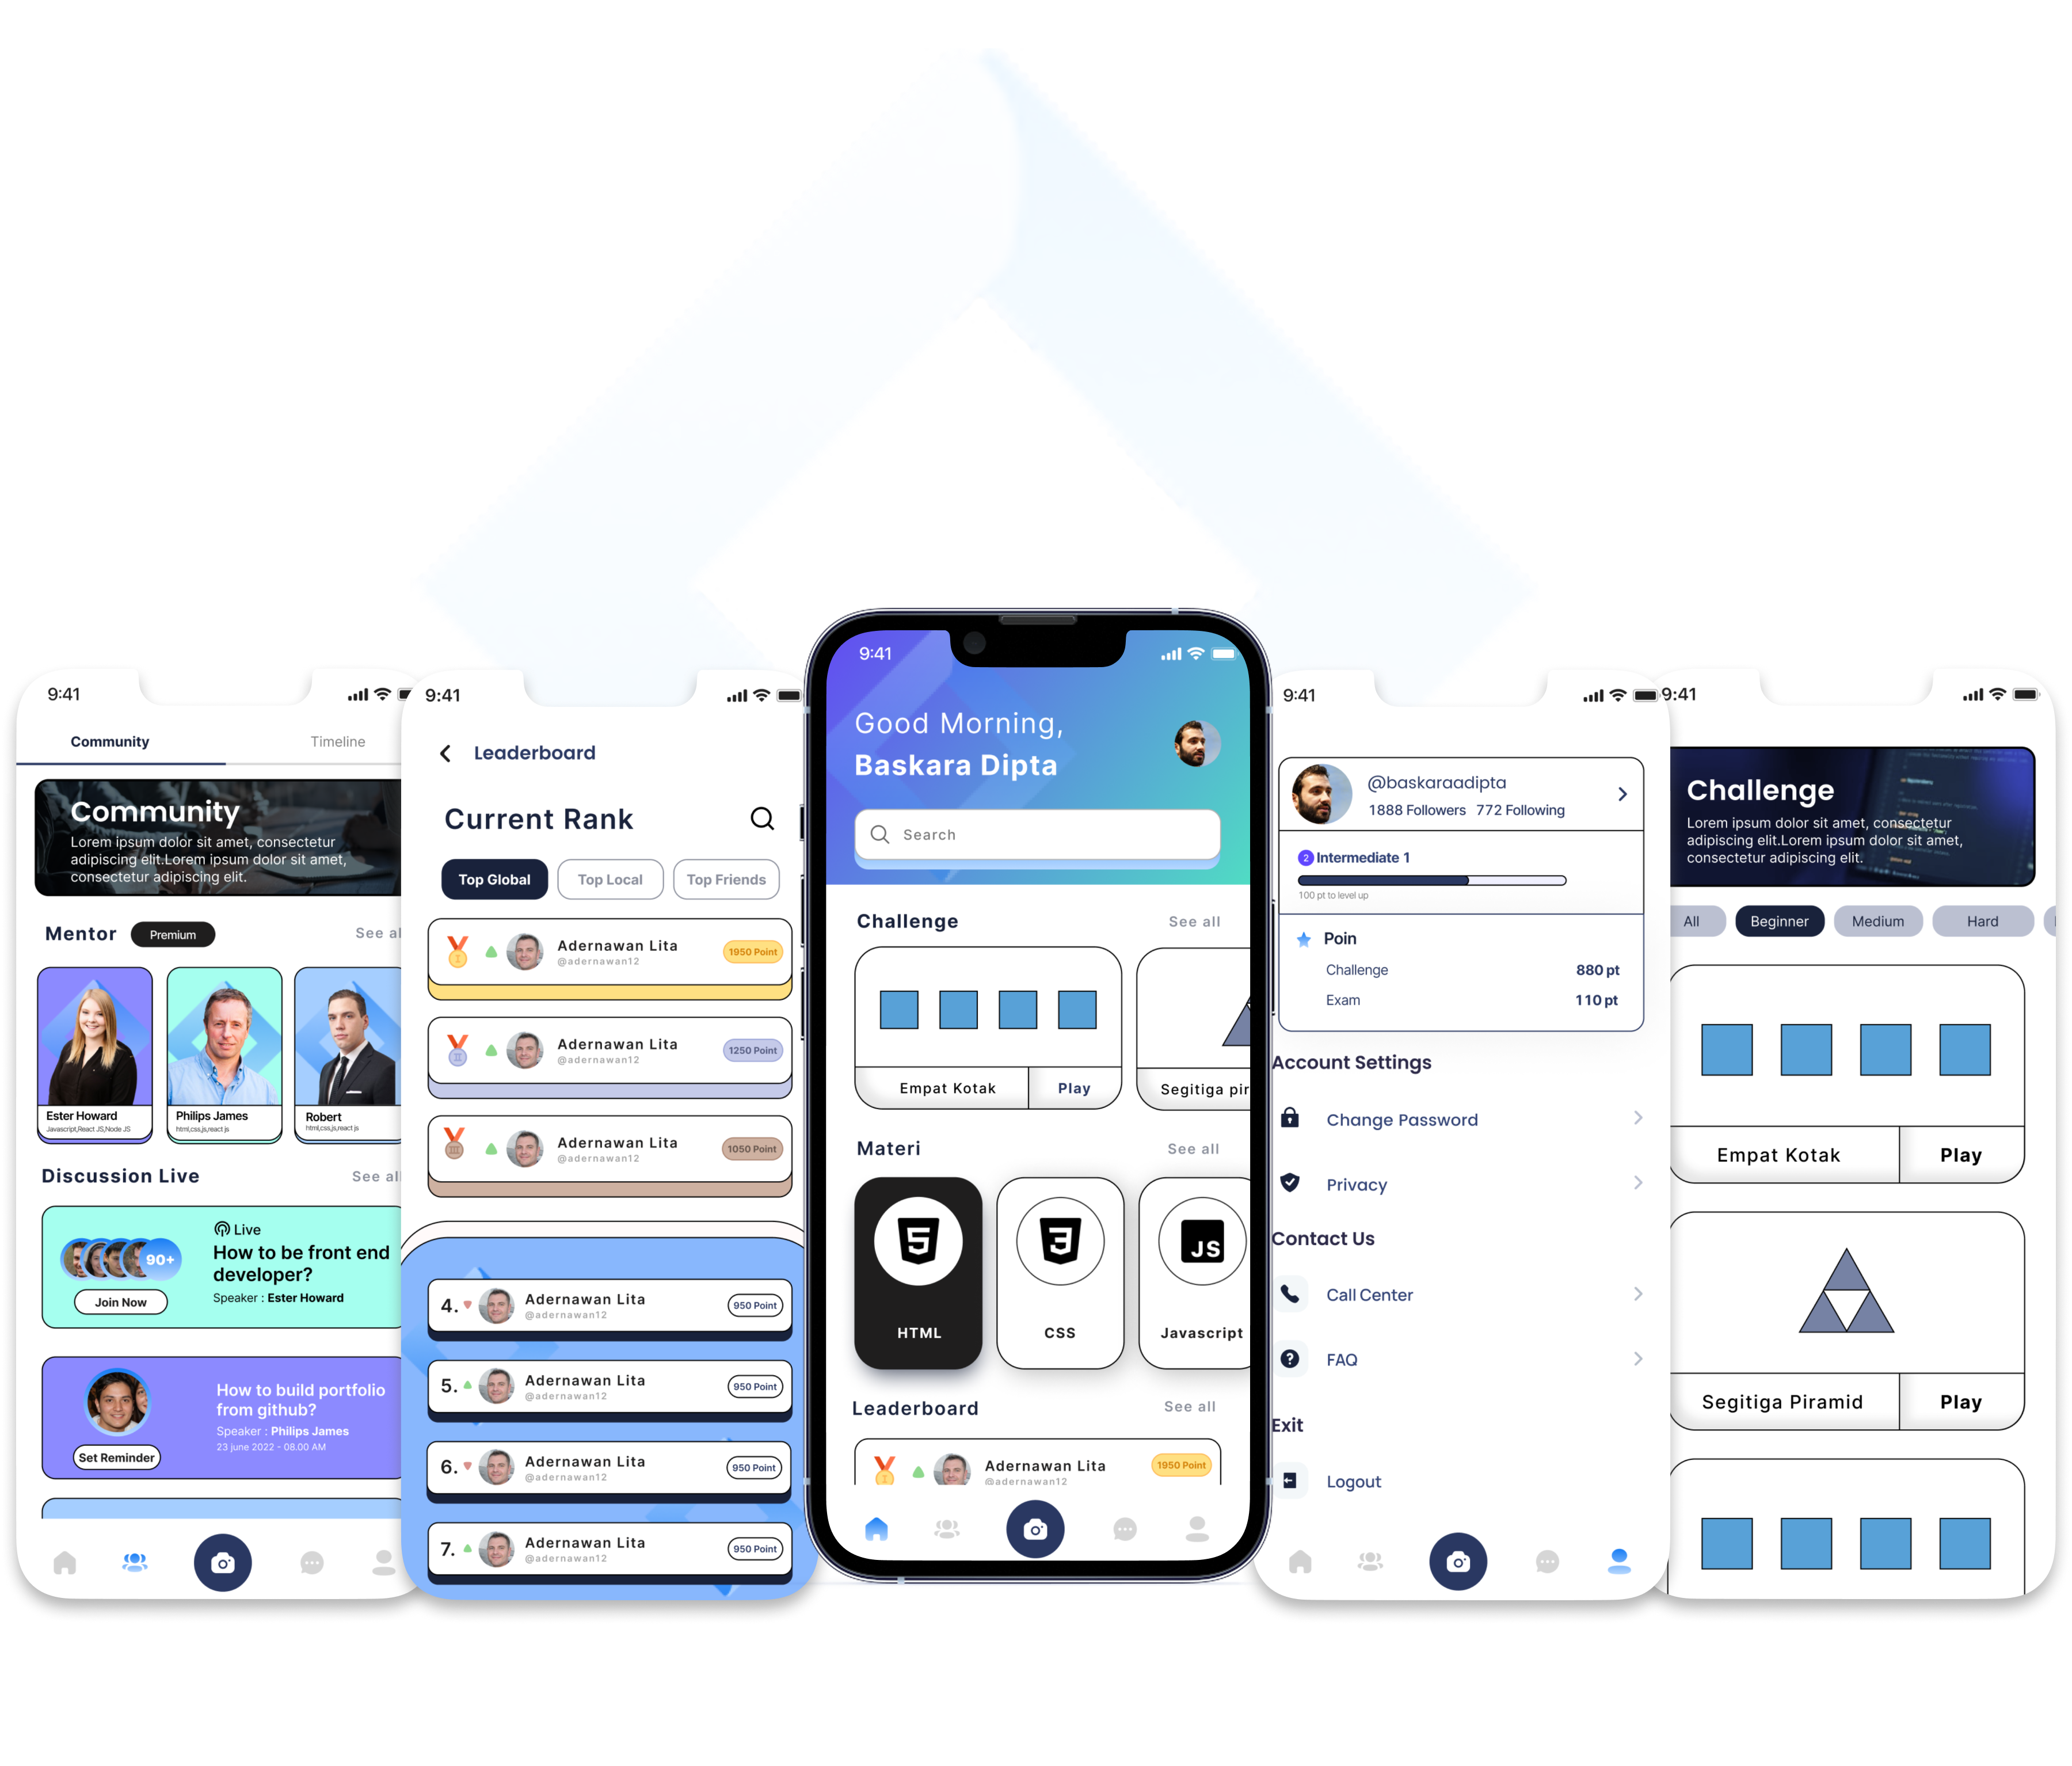 9:41
Community
Timeline
Community
Lorem ipsum dolor sit amet, consectetur
adipiscing elit.Lorem ipsum dolor sit amet,
consectetur adipiscing elit.
Mentor
Premium
See al
Ester Howard
Javascript,React JS,Node JS
Philips James
html,css,js,react js
Robert
html,css,js,react js
Discussion Live
See all
Live
How to be front end
developer?
Speaker : Ester Howard
90+
Join Now
How to build portfolio
from github?
Speaker : Philips James
23 june 2022 - 08.00 AM
Set Reminder
9:41
Leaderboard
Current Rank
Top Global
Top Local
Top Friends
I
Adernawan Lita
@adernawan12
1950 Point
II
Adernawan Lita
@adernawan12
1250 Point
III
Adernawan Lita
@adernawan12
1050 Point
4.
Adernawan Lita
@adernawan12
950 Point
5.
Adernawan Lita
@adernawan12
950 Point
6.
Adernawan Lita
@adernawan12
950 Point
7.
Adernawan Lita
@adernawan12
950 Point
9:41
Good Morning,
Baskara Dipta
Search
Challenge
See all
Empat Kotak
Play
Segitiga pir
Materi
See all
5
HTML
3
CSS
JS
Javascript
Leaderboard
See all
I
Adernawan Lita
@adernawan12
1950 Point
9:41
@baskaraadipta
1888 Followers 772 Following
2 Intermediate 1
100 pt to level up
Poin
Challenge
880 pt
Exam
110 pt
Account Settings
Change Password
Privacy
Contact Us
Call Center
FAQ
Exit
Logout
9:41
Challenge
Lorem ipsum dolor sit amet, consectetur
adipiscing elit.Lorem ipsum dolor sit amet,
consectetur adipiscing elit.
All
Beginner
Medium
Hard
Empat Kotak
Play
Segitiga Piramid
Play